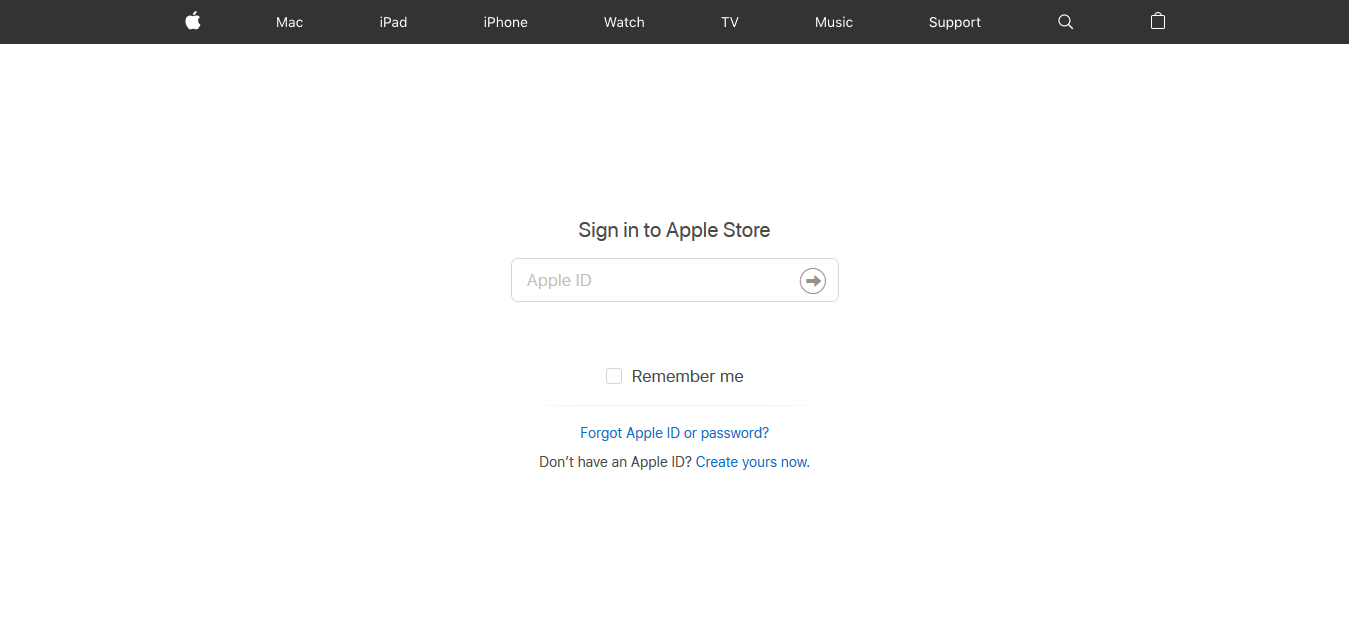 Mac iPad iPhone Watch TV Music Support
Sign in to Apple Store
Apple ID
Remember me
Forgot Apple ID or password?
Don’t have an Apple ID? Create yours now.